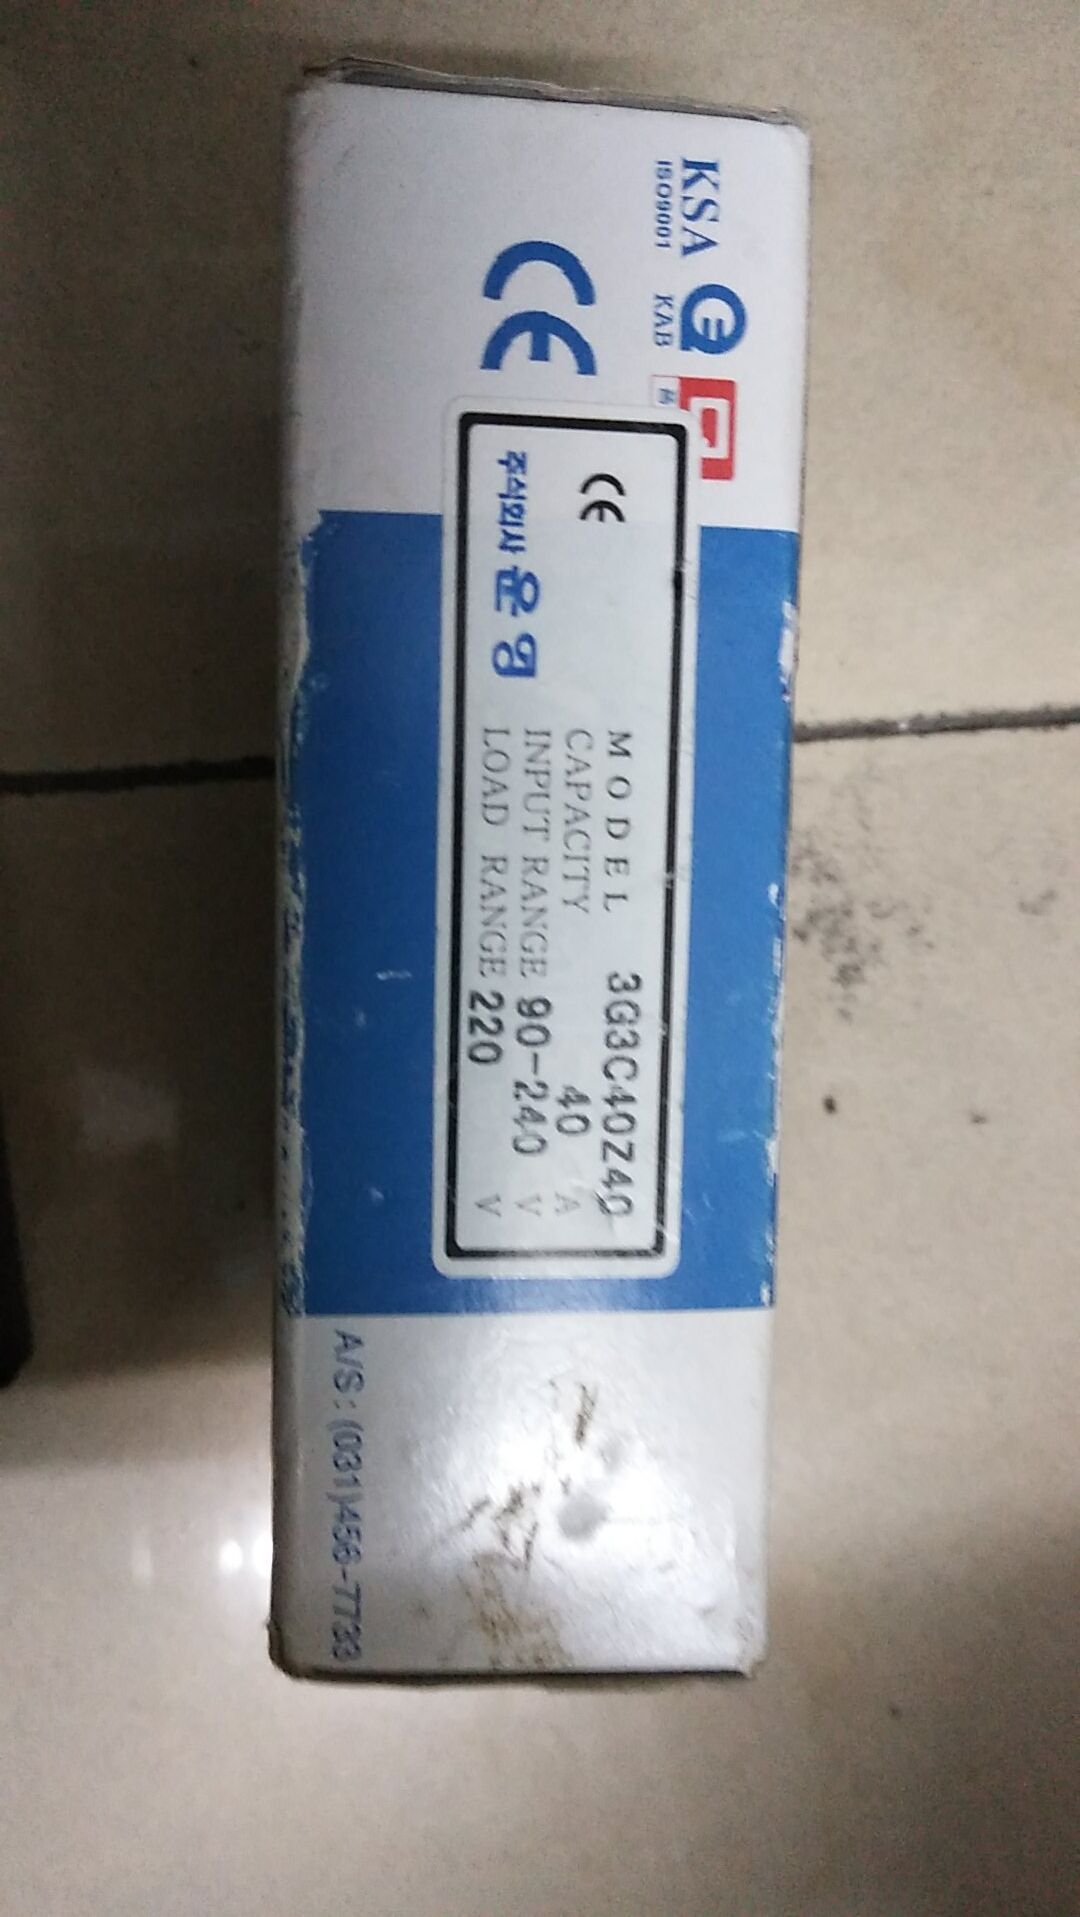 KSA
ISO9001 KAB
CE
CE
주식회사 운영
MODEL 3G3C40Z40
CAPACITY 40 A
INPUT RANGE 90-240 V
LOAD RANGE 220 V
A/S : (031)456-7733